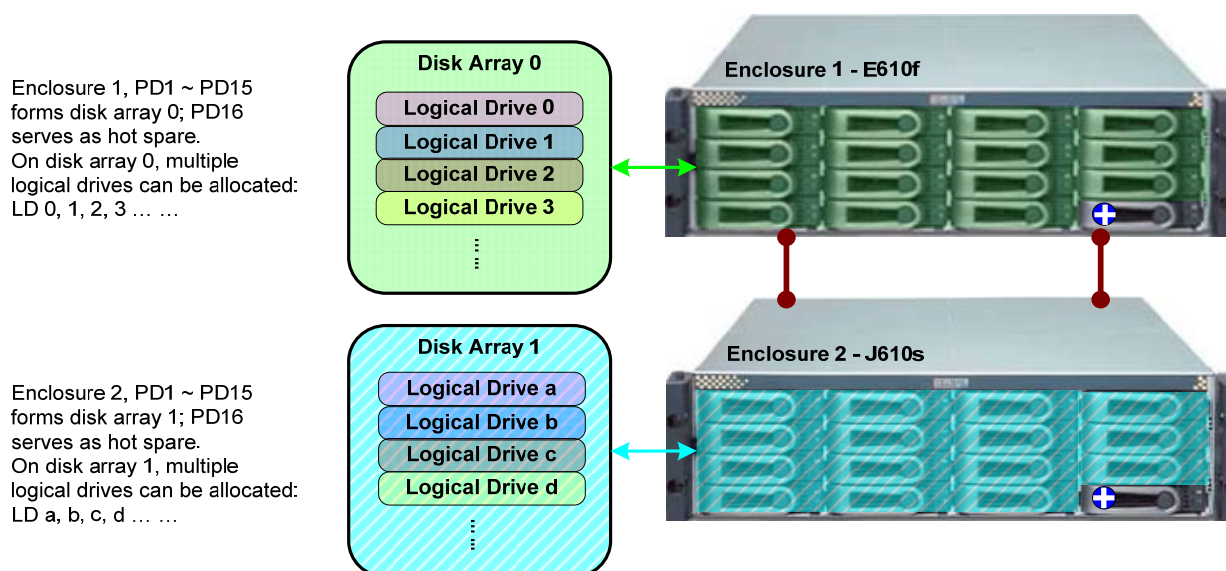 Enclosure 1, PD1 ~ PD15
forms disk array 0; PD16
serves as hot spare.
On disk array 0, multiple
logical drives can be allocated:
LD 0, 1, 2, 3 … …
Disk Array 0
Logical Drive 0
Logical Drive 1
Logical Drive 2
Logical Drive 3
Enclosure 1 - E610f
Enclosure 2, PD1 ~ PD15
forms disk array 1; PD16
serves as hot spare.
On disk array 1, multiple
logical drives can be allocated:
LD a, b, c, d … …
Disk Array 1
Logical Drive a
Logical Drive b
Logical Drive c
Logical Drive d
Enclosure 2 - J610s